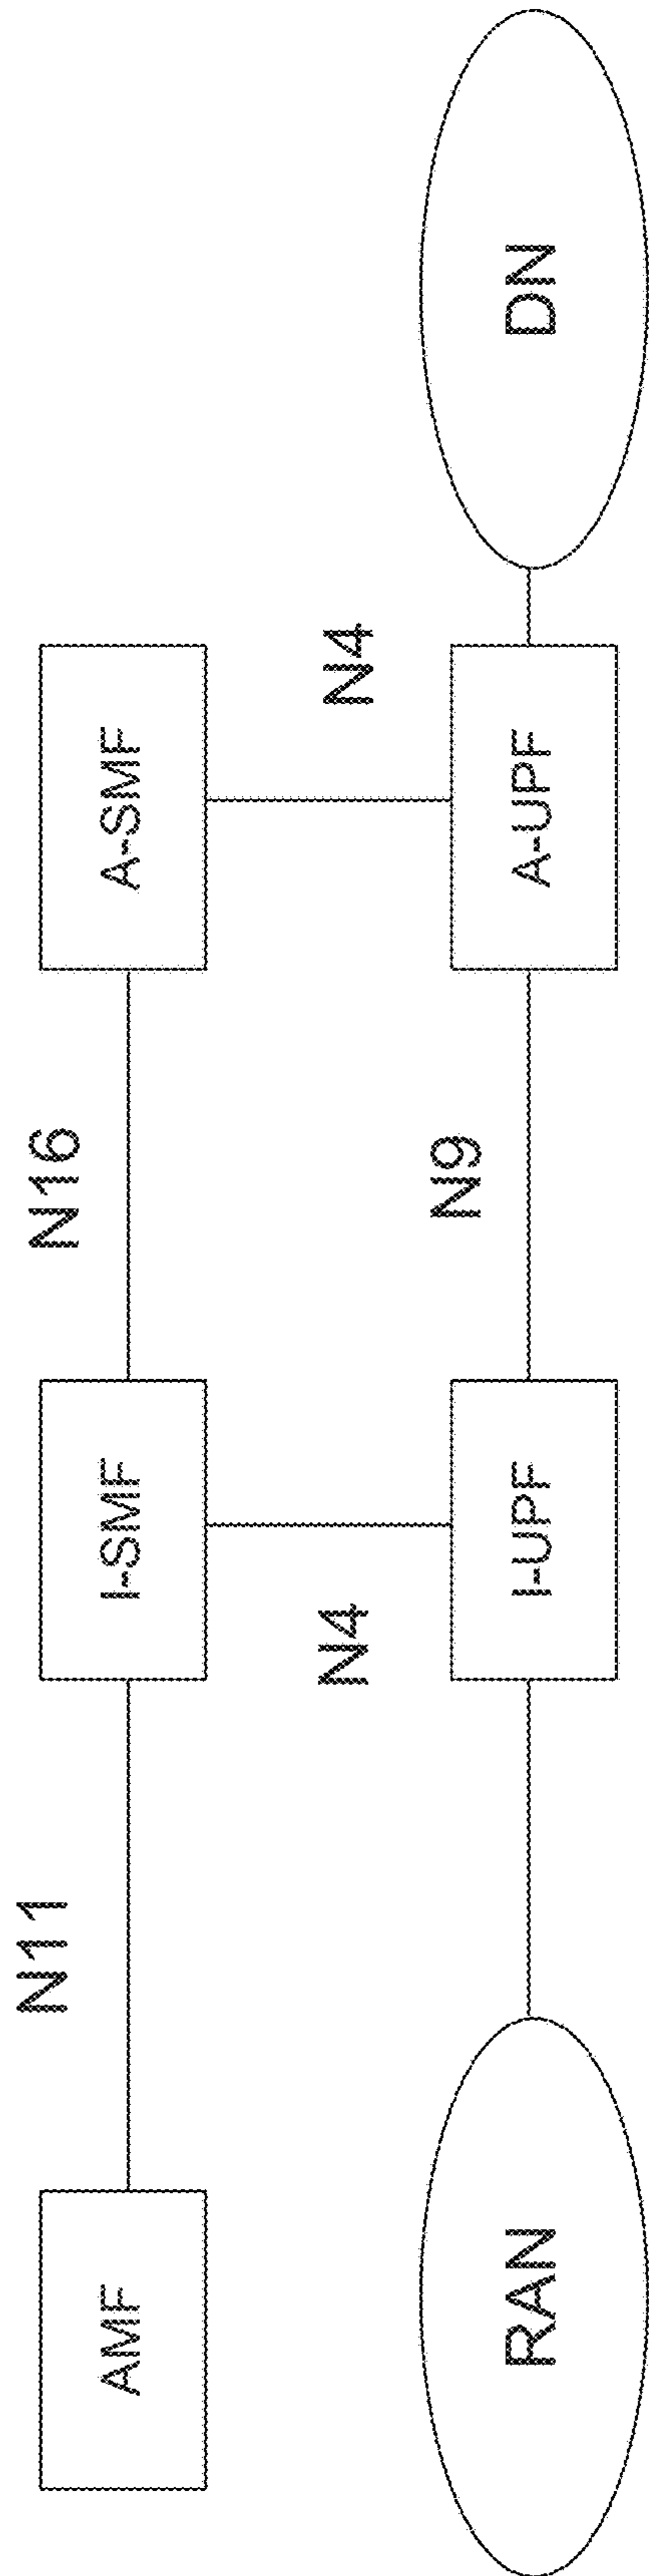 N11
N16
AMF
I-SMF
A-SMF
N4
N4
N9
RAN
I-UPF
A-UPF
DN